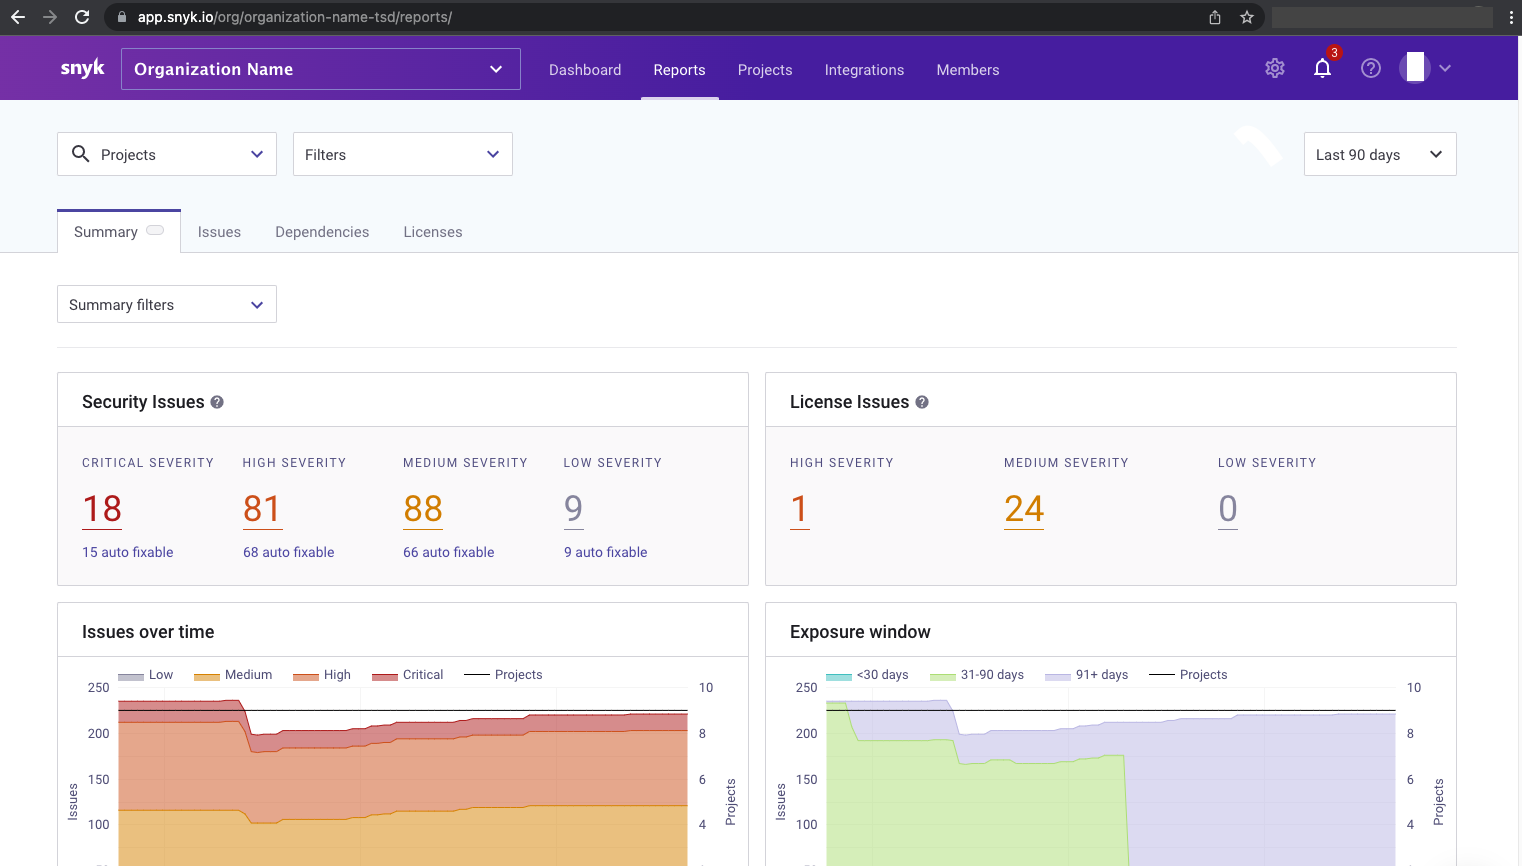 app.snyk.io/org/organization-name-tsd/reports/
snyk
Organization Name
Dashboard
Reports
Projects
Integrations
Members
3
Projects
Filters
Last 90 days
Summary
Issues
Dependencies
Licenses
Summary filters
Security Issues
CRITICAL SEVERITY
HIGH SEVERITY
MEDIUM SEVERITY
LOW SEVERITY
18
81
88
9
15 auto fixable
68 auto fixable
66 auto fixable
9 auto fixable
License Issues
HIGH SEVERITY
MEDIUM SEVERITY
LOW SEVERITY
1
24
0
Issues over time
Low
Medium
High
Critical
Projects
250
200
150
100
Issues
10
8
6
4
Projects
Exposure window
<30 days
31-90 days
91+ days
Projects
250
200
150
100
Issues
10
8
6
4
Projects